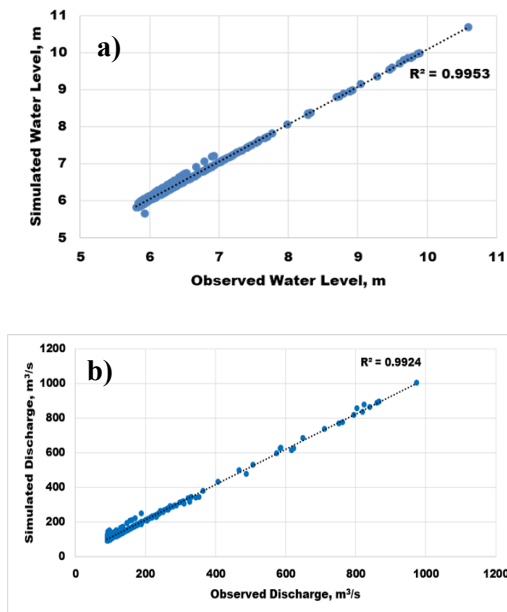 a)
11
10
9
8
7
6
5
R² = 0.9953
Simulated Water Level, m
5 6 7 8 9 10 11
Observed Water Level, m
b)
1200
1000
800
600
400
200
0
R² = 0.9924
Simulated Discharge, m³/s
0 200 400 600 800 1000 1200
Observed Discharge, m³/s